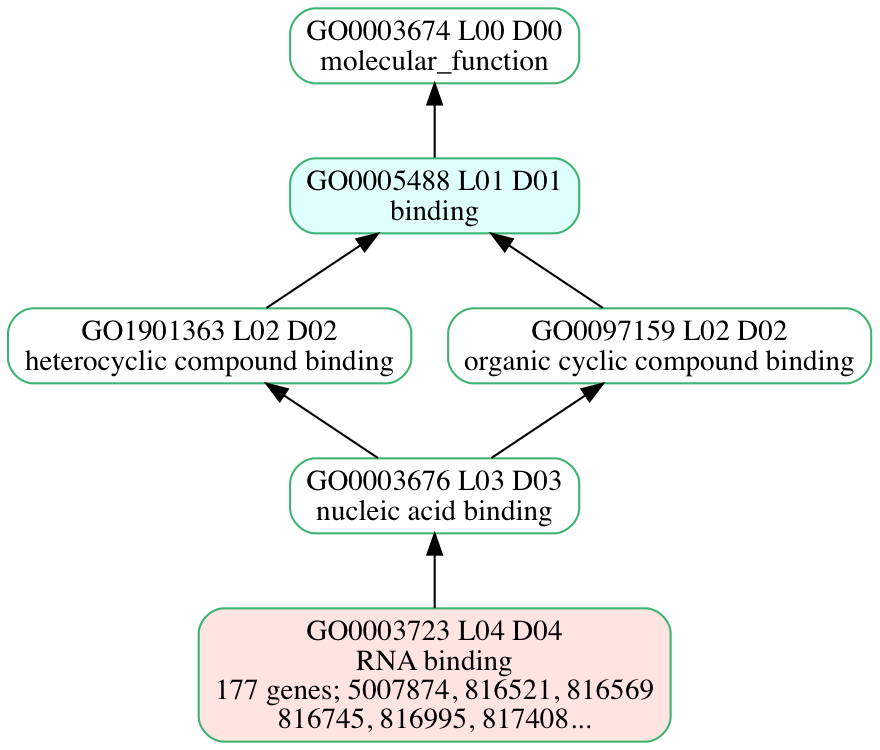 GO0003674 L00 D00
molecular_function
GO0005488 L01 D01
binding
GO1901363 L02 D02
heterocyclic compound binding
GO0097159 L02 D02
organic cyclic compound binding
GO0003676 L03 D03
nucleic acid binding
GO0003723 L04 D04
RNA binding
177 genes; 5007874, 816521, 816569
816745, 816995, 817408...